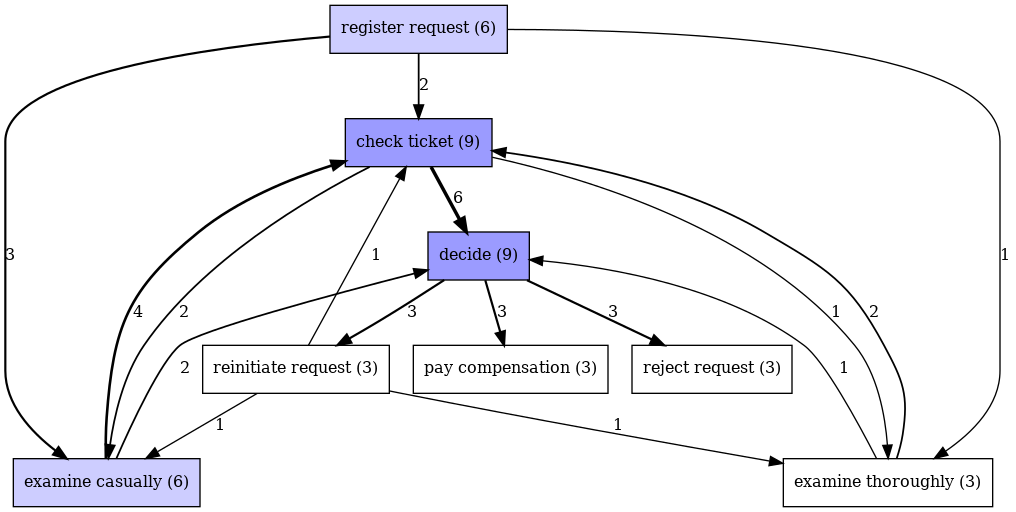 register request (6)
2
check ticket (9)
6
3
1
decide (9)
1
4
2
3
3
3
1
2
reinitiate request (3)
pay compensation (3)
reject request (3)
2
1
1
1
examine casually (6)
examine thoroughly (3)